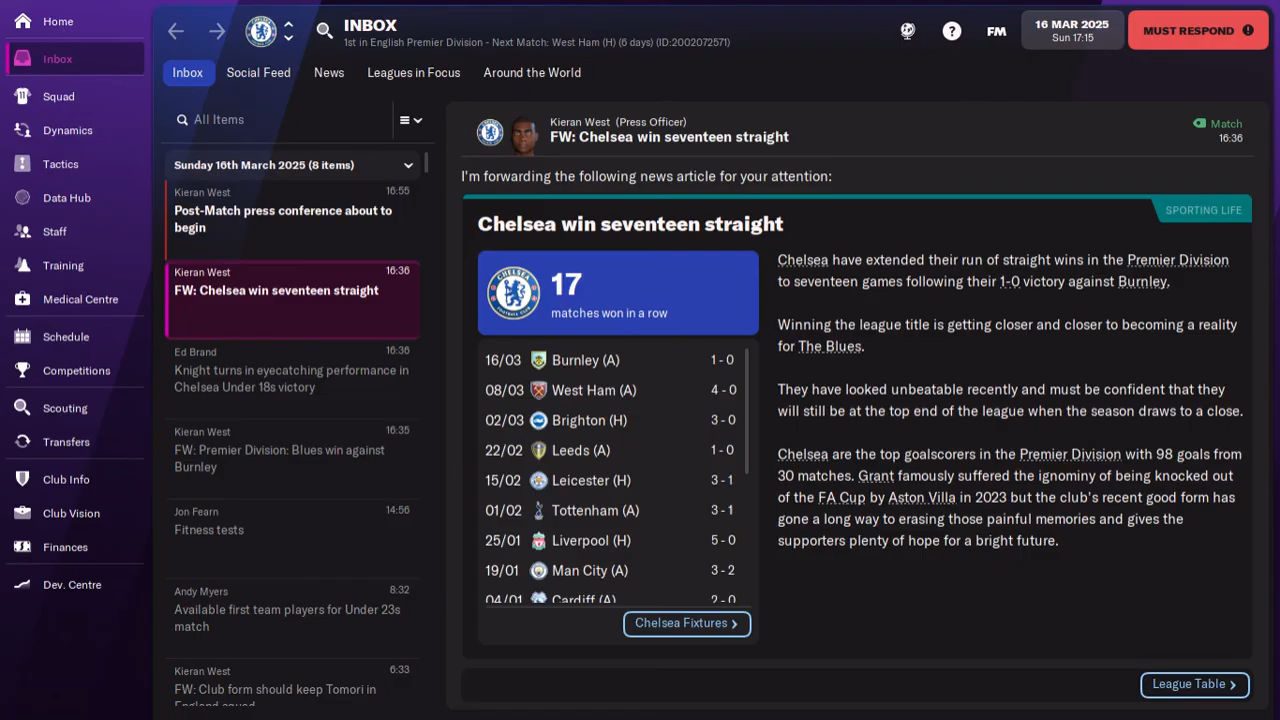 Home
Inbox
Squad
Dynamics
Tactics
Data Hub
Staff
Training
Medical Centre
Schedule
Competitions
Scouting
Transfers
Club Info
Club Vision
Finances
Dev. Centre
INBOX
1st in English Premier Division - Next Match: West Ham (H) (6 days) (ID:2002072571)
?
FM
16 MAR 2025
Sun 17:15
MUST RESPOND
Inbox
Social Feed
News
Leagues in Focus
Around the World
All Items
Sunday 16th March 2025 (8 items)
Kieran West 16:55
Post-Match press conference about to
begin
Kieran West 16:36
FW: Chelsea win seventeen straight
Ed Brand 16:36
Knight turns in eyecatching performance in
Chelsea Under 18s victory
Kieran West 16:35
FW: Premier Division: Blues win against
Burnley
Jon Fearn 14:56
Fitness tests
Andy Myers 8:32
Available first team players for Under 23s
match
Kieran West 6:33
FW: Club form should keep Tomori in
England squad
Kieran West (Press Officer)
FW: Chelsea win seventeen straight
Match
16:36
I'm forwarding the following news article for your attention:
SPORTING LIFE
Chelsea win seventeen straight
17
matches won in a row
16/03 Burnley (A) 1 - 0
08/03 West Ham (A) 4 - 0
02/03 Brighton (H) 3 - 0
22/02 Leeds (A) 1 - 0
15/02 Leicester (H) 3 - 1
01/02 Tottenham (A) 3 - 1
25/01 Liverpool (H) 5 - 0
19/01 Man City (A) 3 - 2
04/01 Cardiff (A) 2 - 0
Chelsea Fixtures
Chelsea have extended their run of straight wins in the Premier Division
to seventeen games following their 1-0 victory against Burnley.
Winning the league title is getting closer and closer to becoming a reality
for The Blues.
They have looked unbeatable recently and must be confident that they
will still be at the top end of the league when the season draws to a close.
Chelsea are the top goalscorers in the Premier Division with 98 goals from
30 matches. Grant famously suffered the ignominy of being knocked out
of the FA Cup by Aston Villa in 2023 but the club's recent good form has
gone a long way to erasing those painful memories and gives the
supporters plenty of hope for a bright future.
League Table